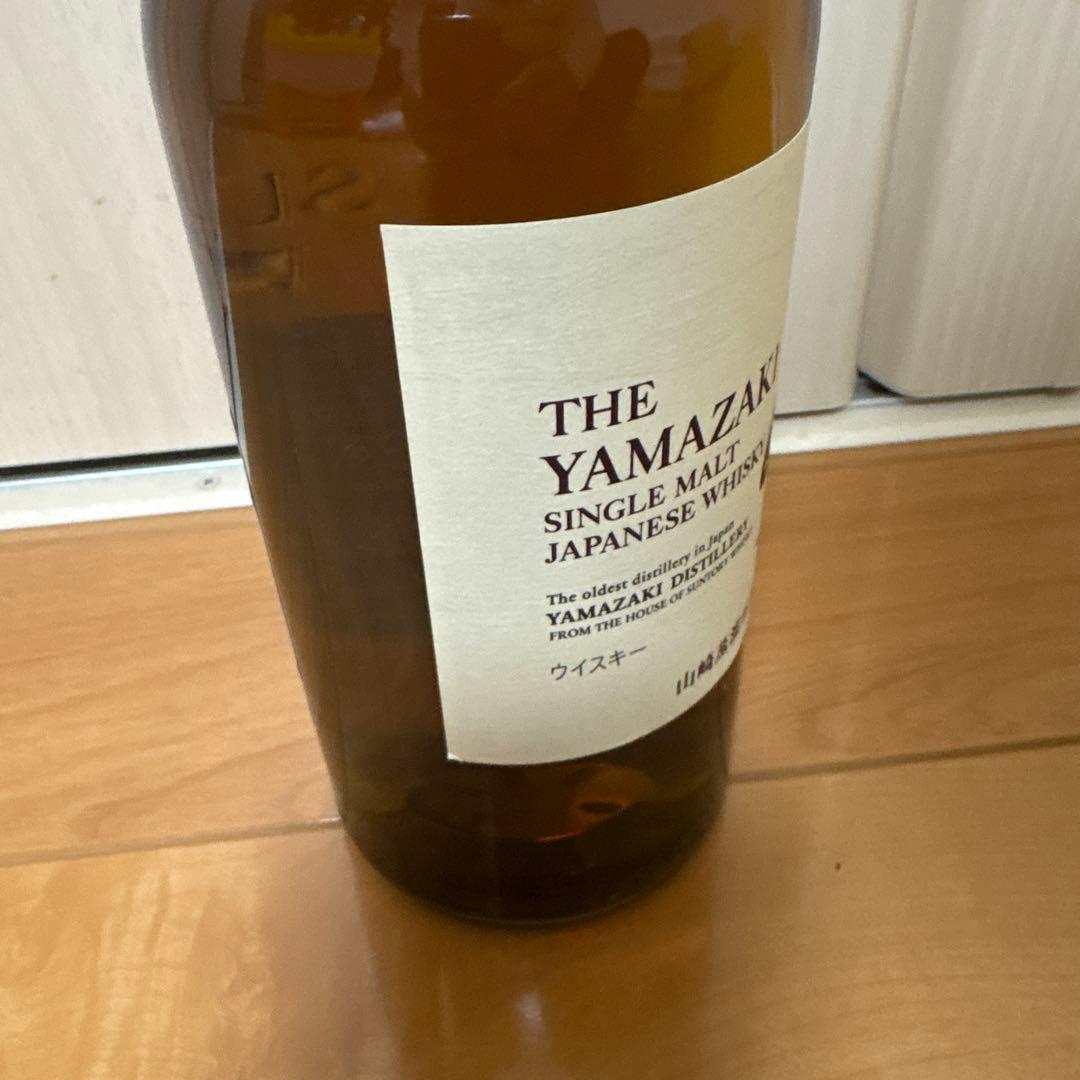 THE
YAMAZAKI
SINGLE MALT
JAPANESE WHISKY
The oldest distillery in Japan
YAMAZAKI DISTILLERY
FROM THE HOUSE OF SUNTORY WHISKY
ウイスキー
山崎蒸溜